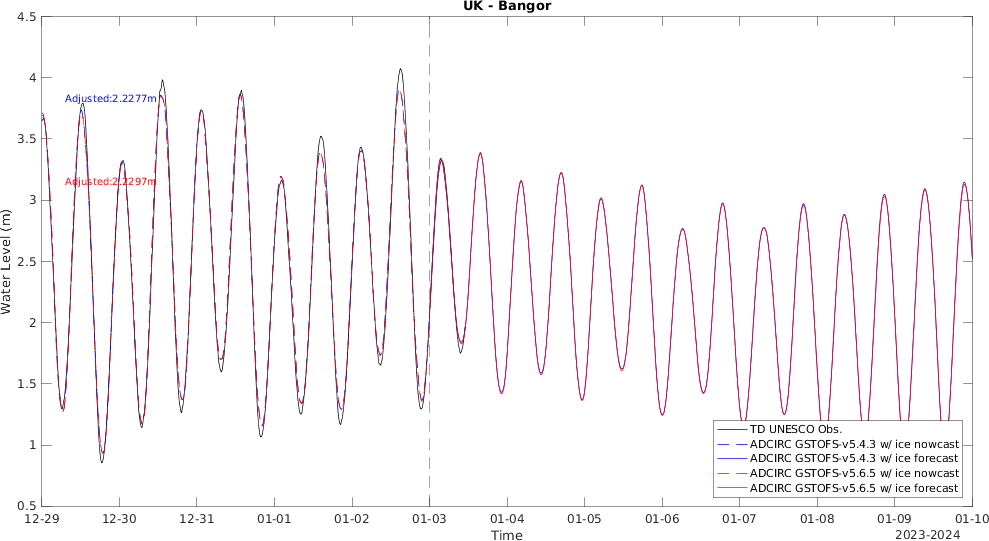 UK - Bangor
4.5
4
3.5
3
2.5
2
1.5
1
0.5
Water Level (m)
Adjusted:2.2277m
Adjusted:2.2297m
TD UNESCO Obs.
ADCIRC GSTOFS-v5.4.3 w/ ice nowcast
ADCIRC GSTOFS-v5.4.3 w/ ice forecast
ADCIRC GSTOFS-v5.6.5 w/ ice nowcast
ADCIRC GSTOFS-v5.6.5 w/ ice forecast
12-29 12-30 12-31 01-01 01-02 01-03 01-04 01-05 01-06 01-07 01-08 01-09 01-10
Time
2023-2024